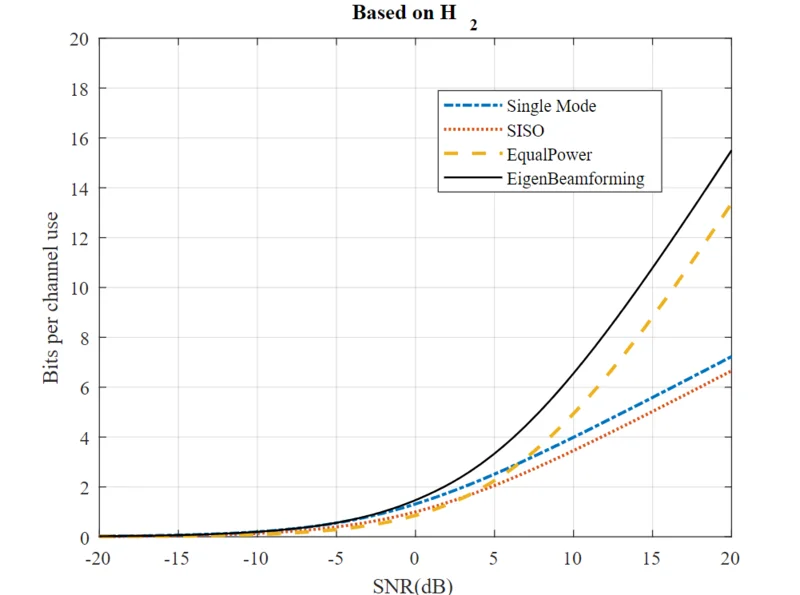 Based on H
2
20
18
16
14
12
10
8
6
4
2
0
Bits per channel use
Single Mode
SISO
EqualPower
EigenBeamforming
-20 -15 -10 -5 0 5 10 15 20
SNR(dB)